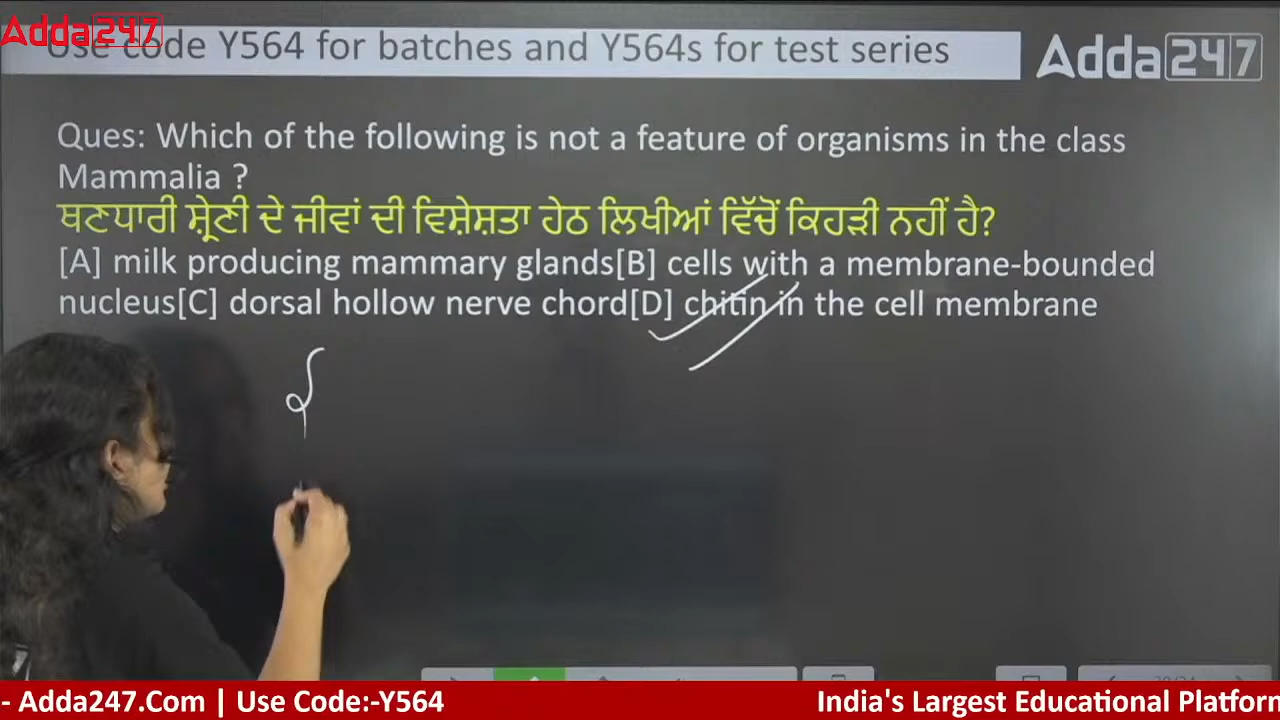 Adda247
Use code Y564 for batches and Y564s for test series
Adda247
Ques: Which of the following is not a feature of organisms in the class
Mammalia ?
ਥਣਧਾਰੀ ਸ਼੍ਰੇਣੀ ਦੇ ਜੀਵਾਂ ਦੀ ਵਿਸ਼ੇਸ਼ਤਾ ਹੇਠ ਲਿਖੀਆਂ ਵਿੱਚੋਂ ਕਿਹੜੀ ਨਹੀਂ ਹੈ?
[A] milk producing mammary glands[B] cells with a membrane-bounded
nucleus[C] dorsal hollow nerve chord[D] chitin in the cell membrane
- Adda247.Com | Use Code:-Y564
India's Largest Educational Platform